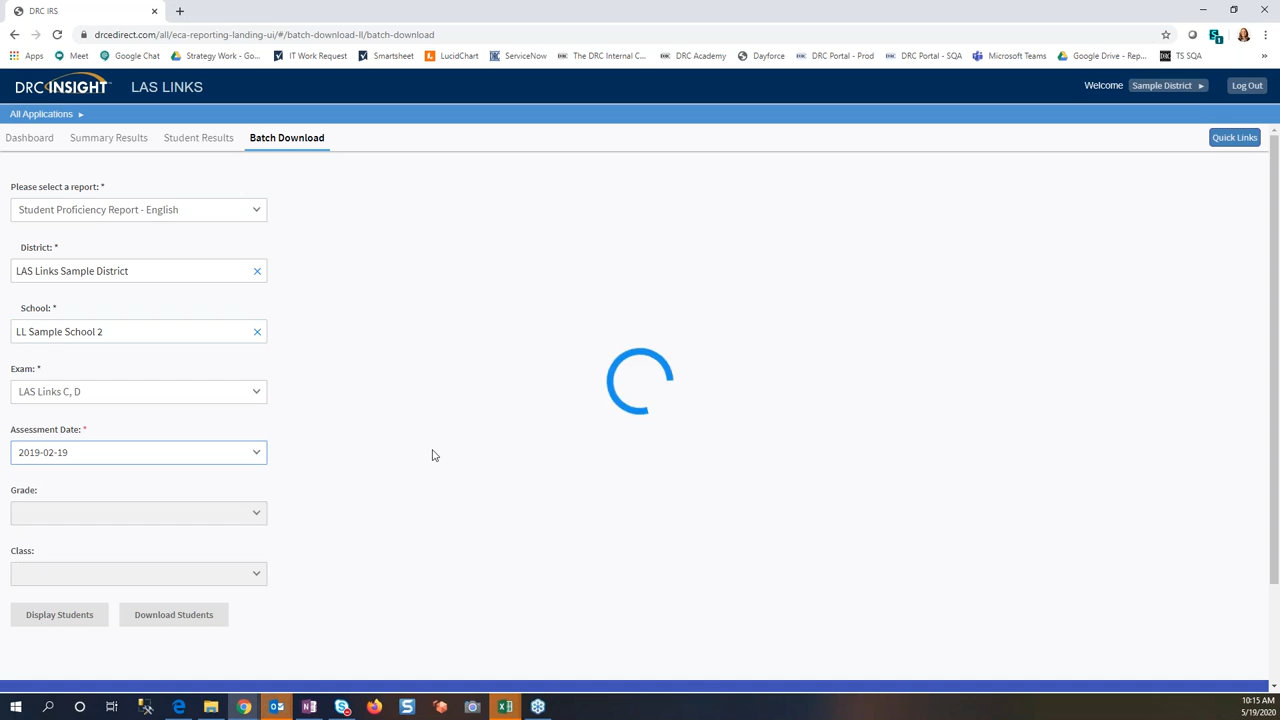 DRC IRS
drcedirect.com/all/eca-reporting-landing-ui/#/batch-download-ll/batch-download
Apps Meet Google Chat Strategy Work - Go... IT Work Request Smartsheet LucidChart ServiceNow The DRC Internal C... DRC Academy Dayforce DRC Portal - Prod DRC Portal - SQA Microsoft Teams Google Drive - Rep... TS SQA
DRC INSIGHT LAS LINKS Welcome Sample District Log Out
All Applications
Dashboard Summary Results Student Results Batch Download Quick Links
Please select a report: *
Student Proficiency Report - English
District: *
LAS Links Sample District
School: *
LL Sample School 2
Exam: *
LAS Links C, D
Assessment Date: *
2019-02-19
Grade:
Class:
Display Students Download Students
10:15 AM
5/19/2020